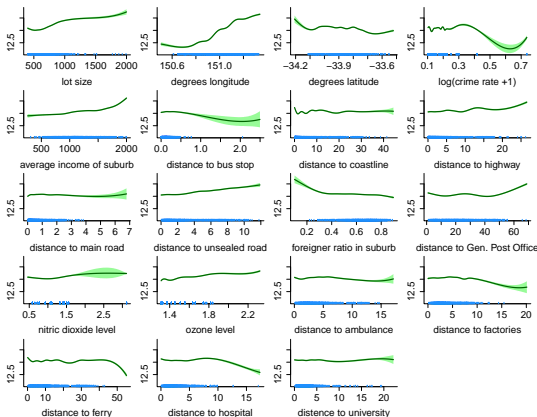 12.5
500 1000 1500 2000
lot size
12.5
150.6 151.0
degrees longitude
12.5
−34.2 −33.9 −33.6
degrees latitude
12.5
0.1 0.3 0.5 0.7
log(crime rate +1)
12.5
500 1000 1500 2000
average income of suburb
12.5
0.0 1.0 2.0
distance to bus stop
12.5
0 10 20 30 40
distance to coastline
12.5
0 5 10 20
distance to highway
12.5
0 1 2 3 4 5 6 7
distance to main road
12.5
0 2 4 6 8 10 12
distance to unsealed road
12.5
0.2 0.4 0.6 0.8
foreigner ratio in suburb
12.5
0 10 30 50 70
distance to Gen. Post Office
12.5
0.5 1.5 2.5
nitric dioxide level
12.5
1.4 1.8 2.2
ozone level
12.5
0 5 10 15
distance to ambulance
12.5
0 5 10 15 20
distance to factories
12.5
0 10 30 50
distance to ferry
12.5
0 5 10 15
distance to hospital
12.5
0 5 10 15 20
distence to university